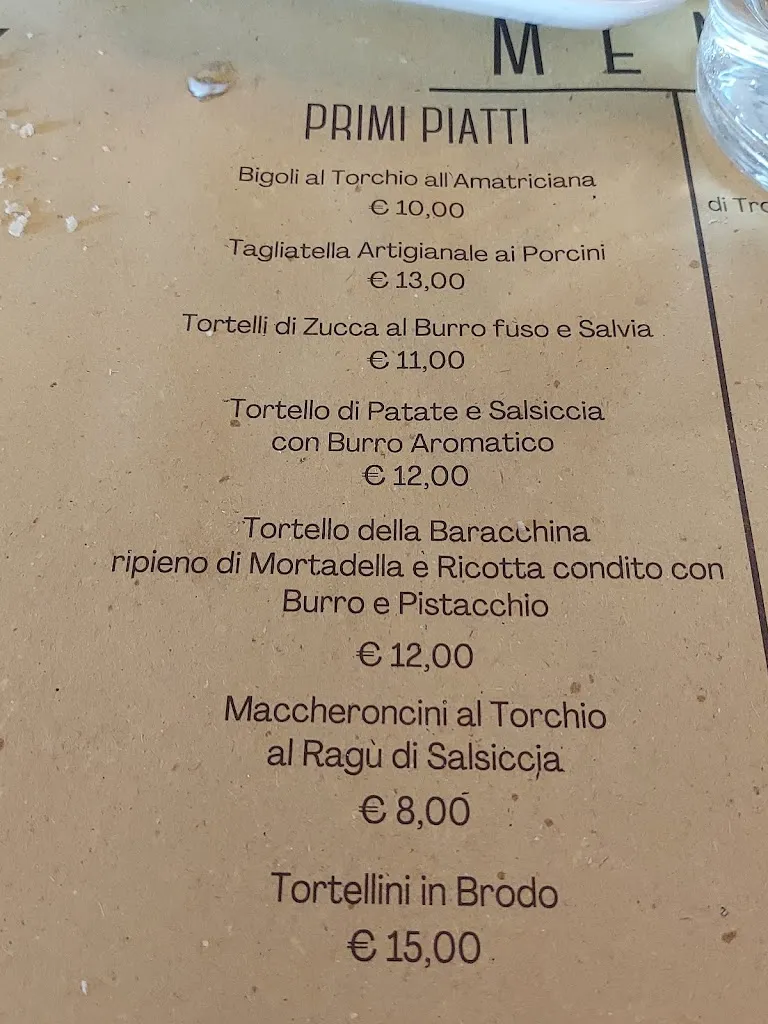 ME
PRIMI PIATTI
Bigoli al Torchio all'Amatriciana
€ 10,00
di
Tagliatella Artigianale ai Porcini
€ 13,00
Tortelli di Zucca al Burro fuso e Salvia
€ 11,00
Tortello di Patate e Salsiccia
con Burro Aromatico
€ 12,00
Tortello della Baracchina
ripieno di Mortadella e Ricotta condito con
Burro e Pistacchio
€ 12,00
Maccheroncini al Torchio
al Ragù di Salsiccia
€ 8,00
Tortellini in Brodo
€ 15,00